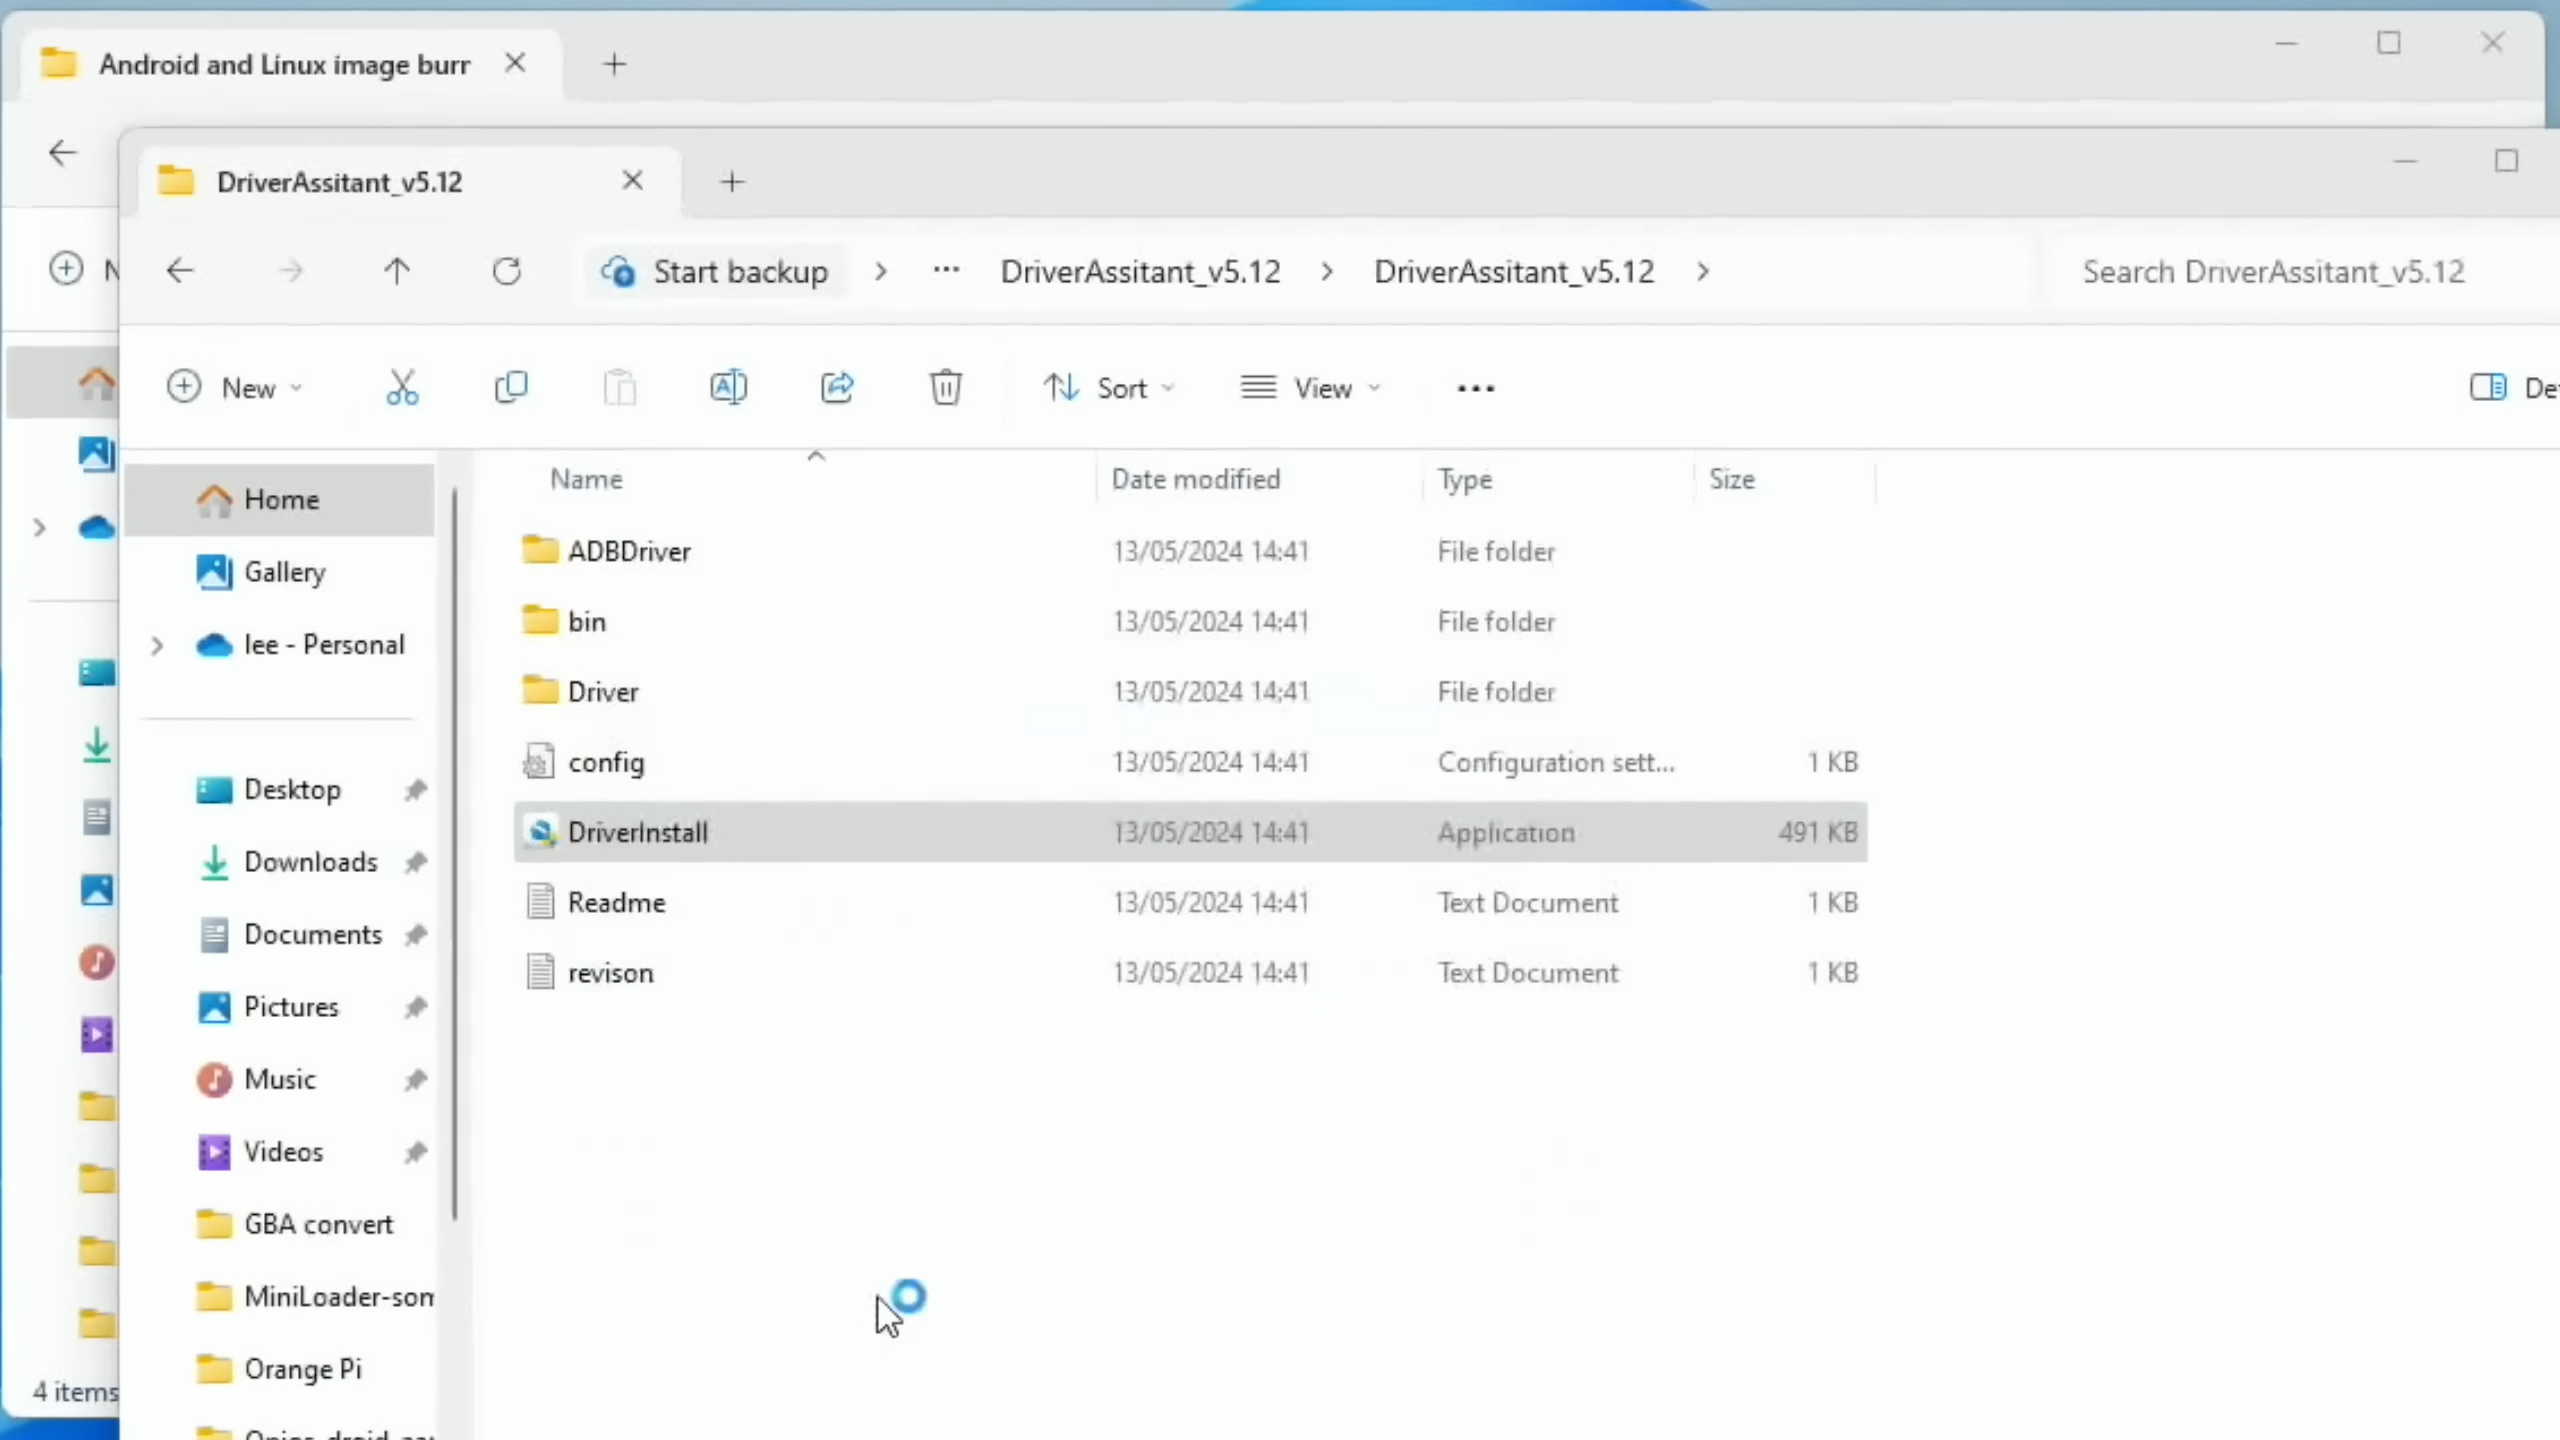 Android and Linux image burr
DriverAssitant_v5.12
Start backup
DriverAssitant_v5.12
DriverAssitant_v5.12
Search DriverAssitant_v5.12
N
New
Sort
View
Name
Date modified
Type
Size
Home
Gallery
lee - Personal
Desktop
Downloads
Documents
Pictures
Music
Videos
GBA convert
MiniLoader-som
Orange Pi
ADBDriver 13/05/2024 14:41 File folder
bin 13/05/2024 14:41 File folder
Driver 13/05/2024 14:41 File folder
config 13/05/2024 14:41 Configuration sett... 1 KB
DriverInstall 13/05/2024 14:41 Application 491 KB
Readme 13/05/2024 14:41 Text Document 1 KB
revison 13/05/2024 14:41 Text Document 1 KB
4 items